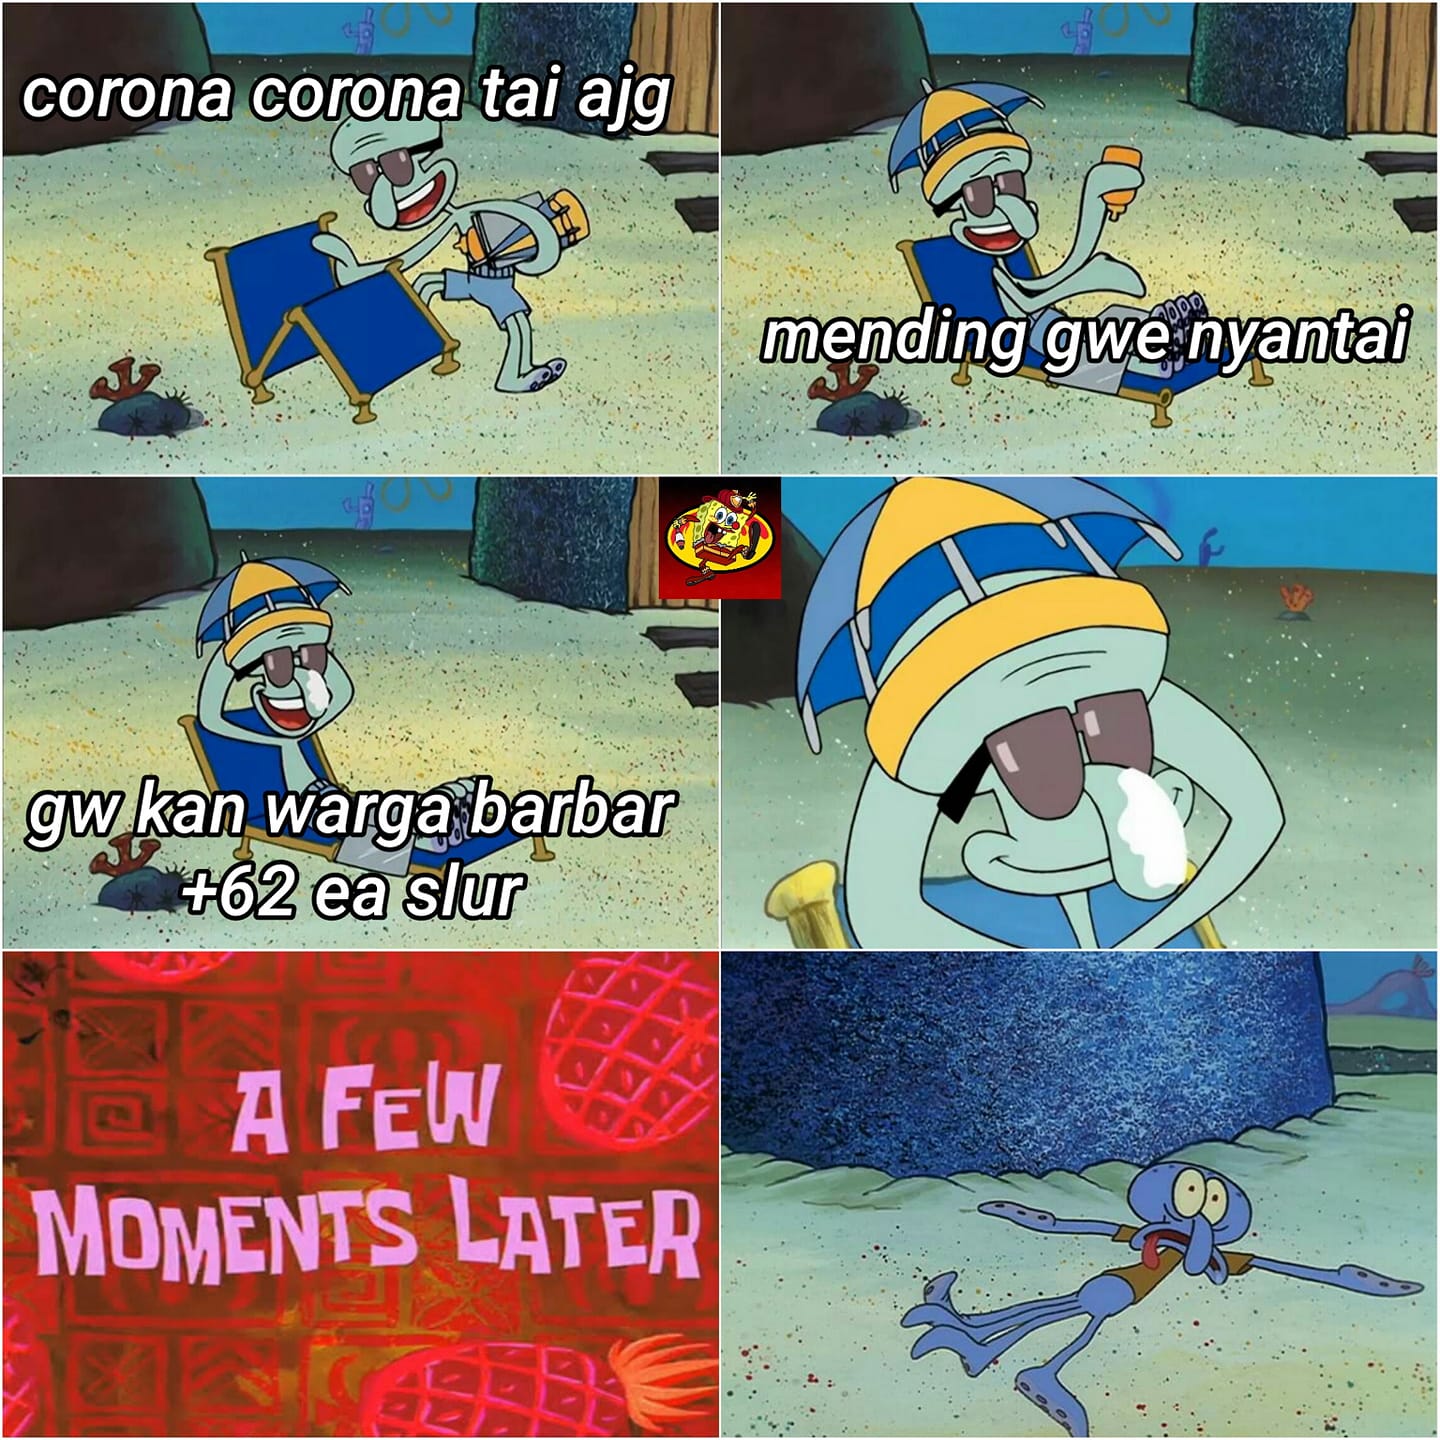 corona corona tai ajg
mending gwe nyantai
gw kan warga barbar
+62 ea slur
A FEW
MOMENTS LATER